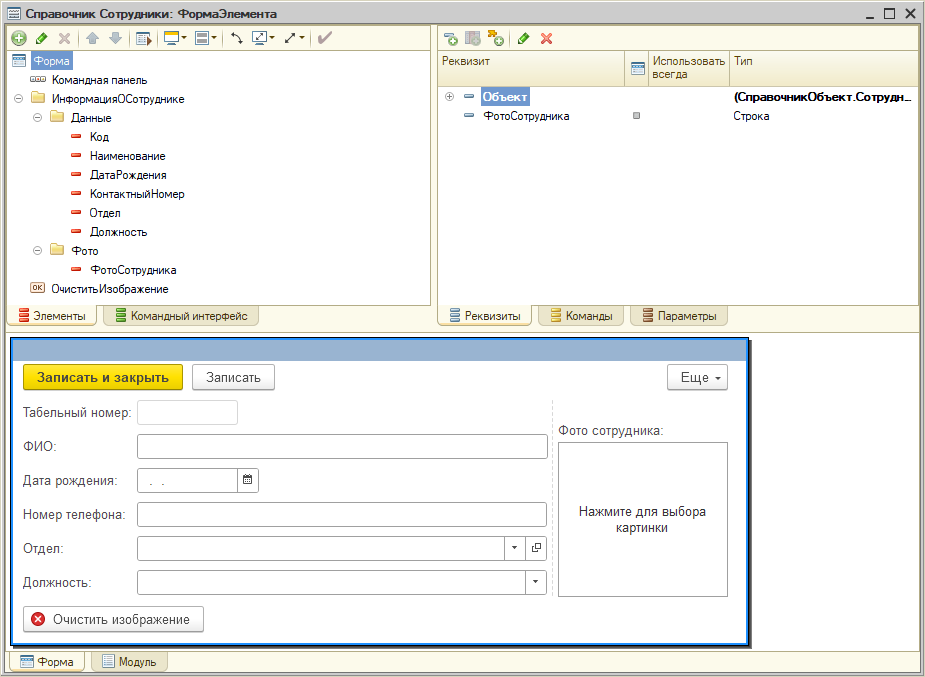 Справочник Сотрудники: ФормаЭлемента
Форма
Командная панель
ИнформацияОСотруднике
Данные
Код
Наименование
ДатаРождения
КонтактныйНомер
Отдел
Должность
Фото
ФотоСотрудника
OK ОчиститьИзображение
Элементы
Командный интерфейс
Реквизит
Использовать
всегда
Тип
Объект
(СправочникОбъект.Сотрудн...
ФотоСотрудника
Строка
Реквизиты
Команды
Параметры
Записать и закрыть
Записать
Еще
Табельный номер:
ФИО:
Дата рождения:
. .
Номер телефона:
Отдел:
Должность:
Фото сотрудника:
Нажмите для выбора
картинки
Очистить изображение
Форма
Модуль